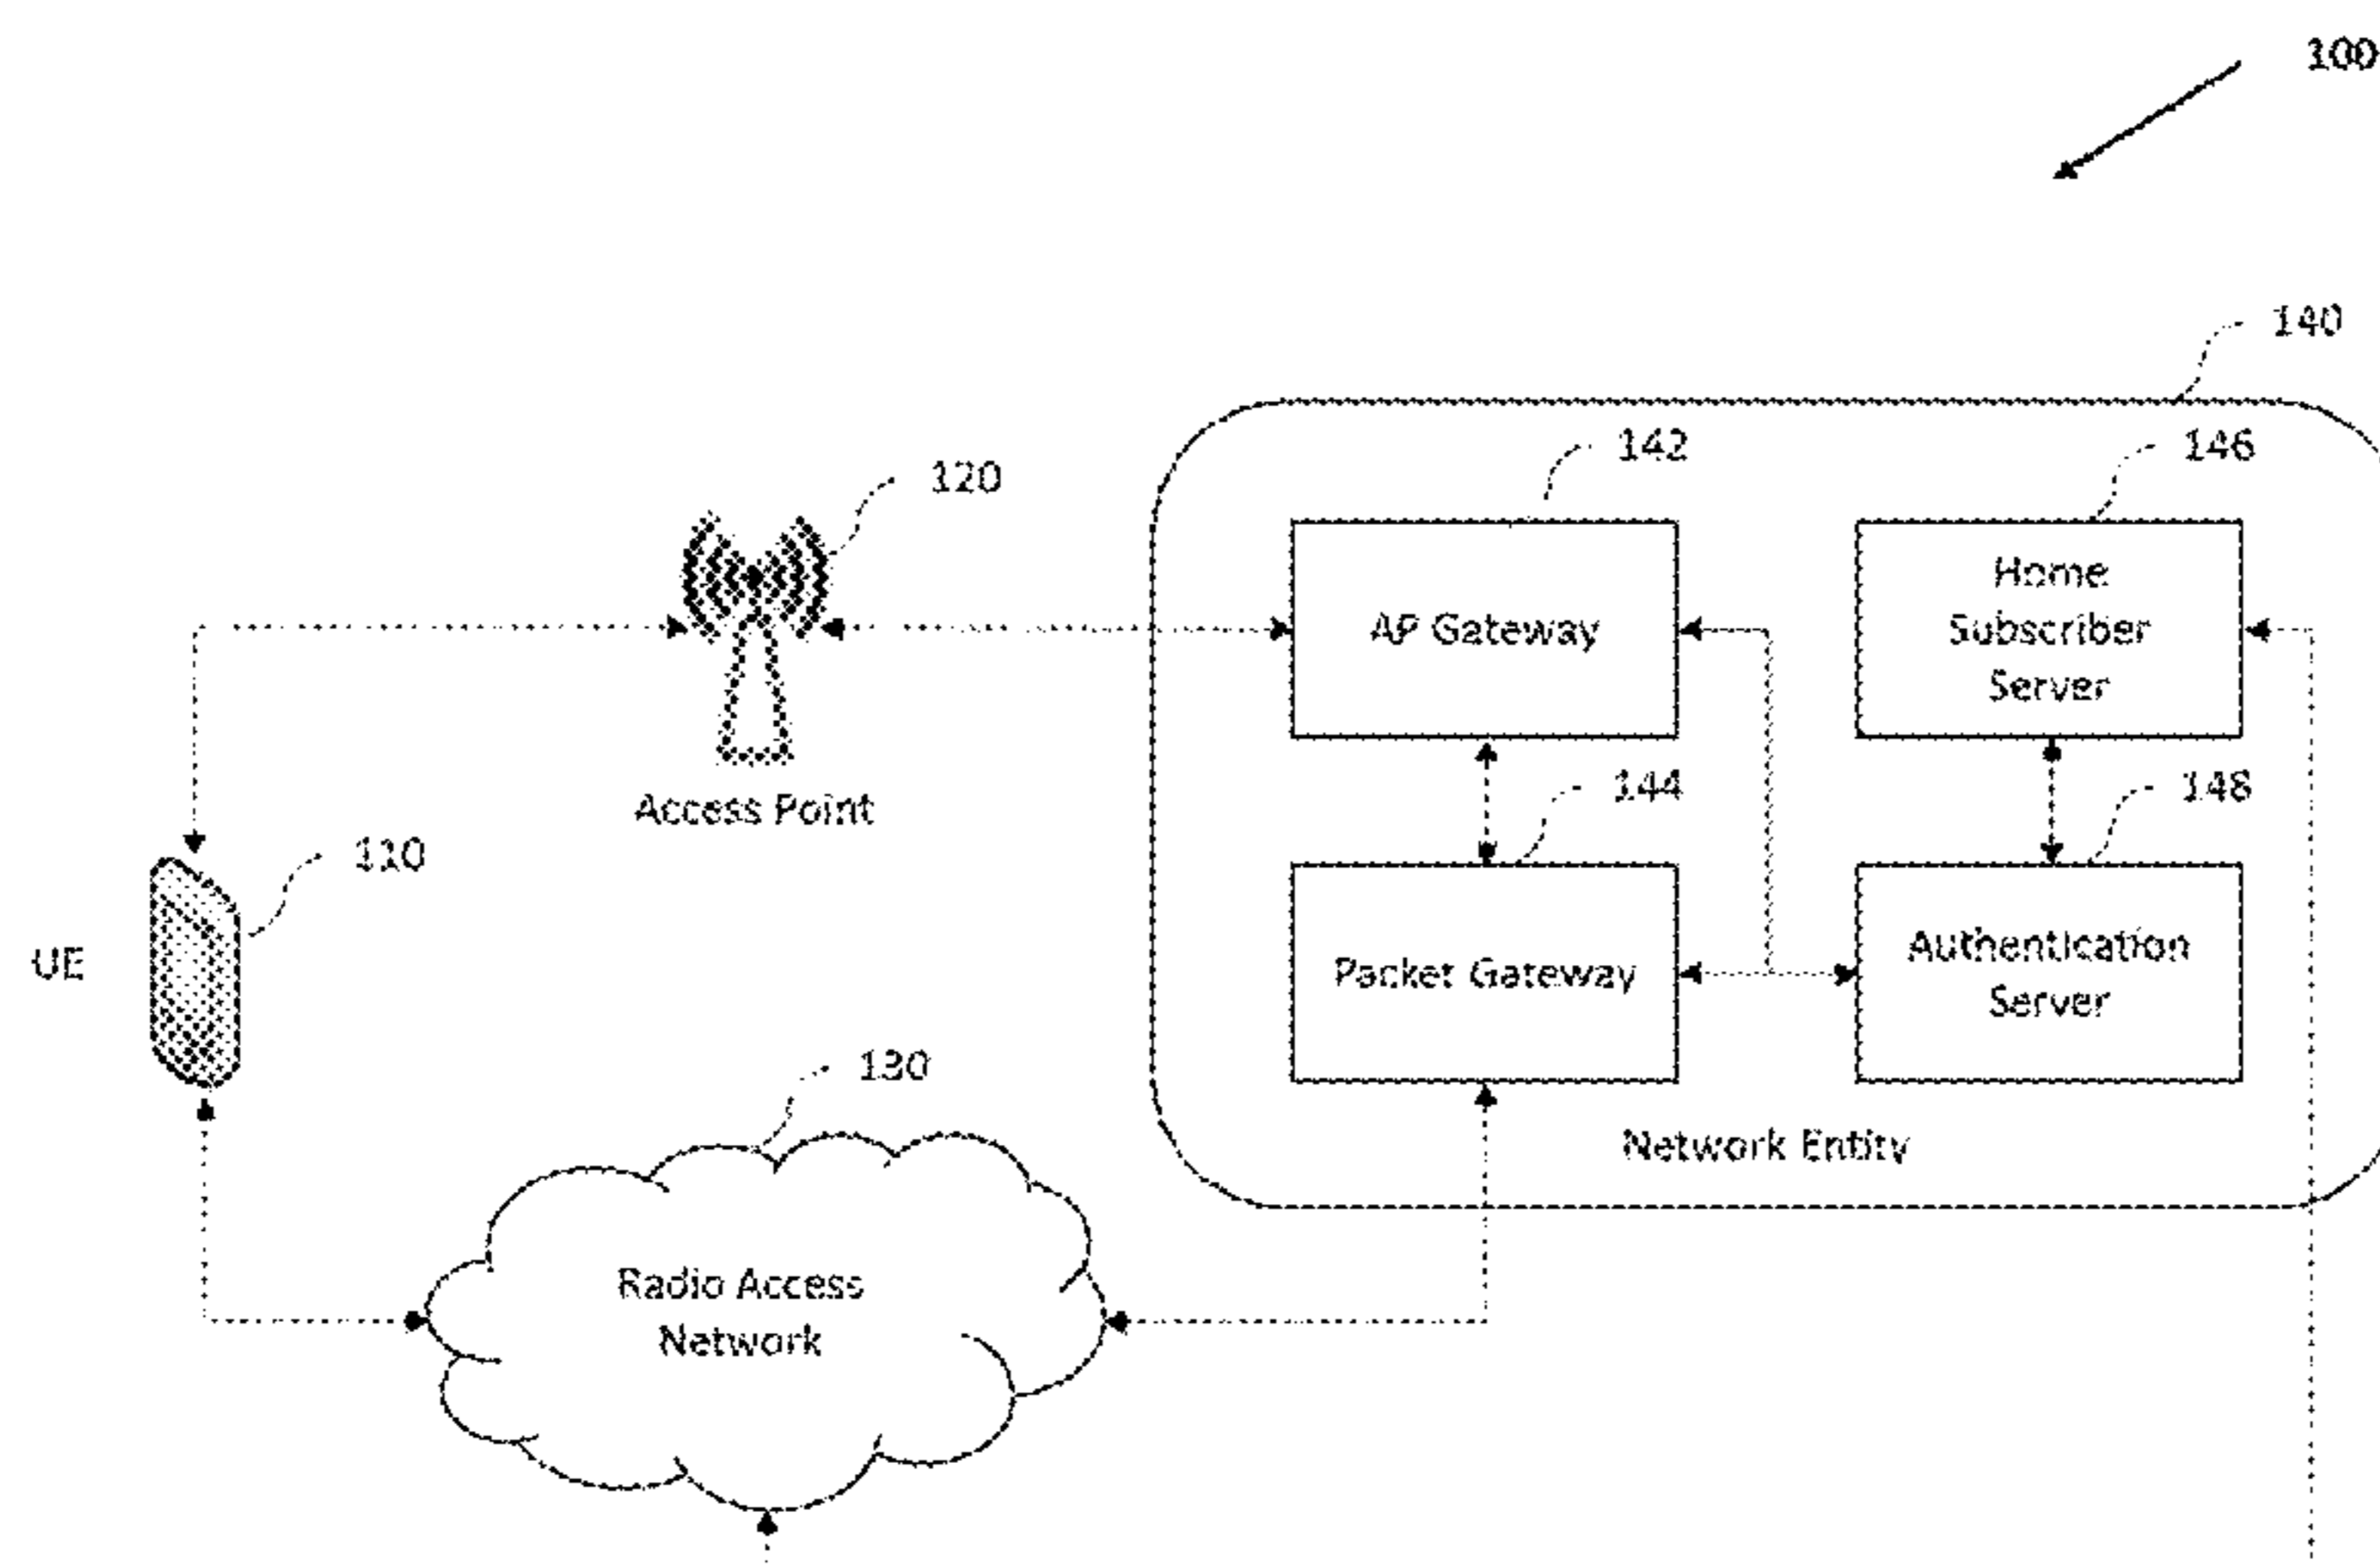 100
140
142
146
120
Home
Subscriber
Server
AP Gateway
Access Point
144
148
110
UE
Packet Gateway
Authentication
Server
130
Network Entity
Radio Access
Network